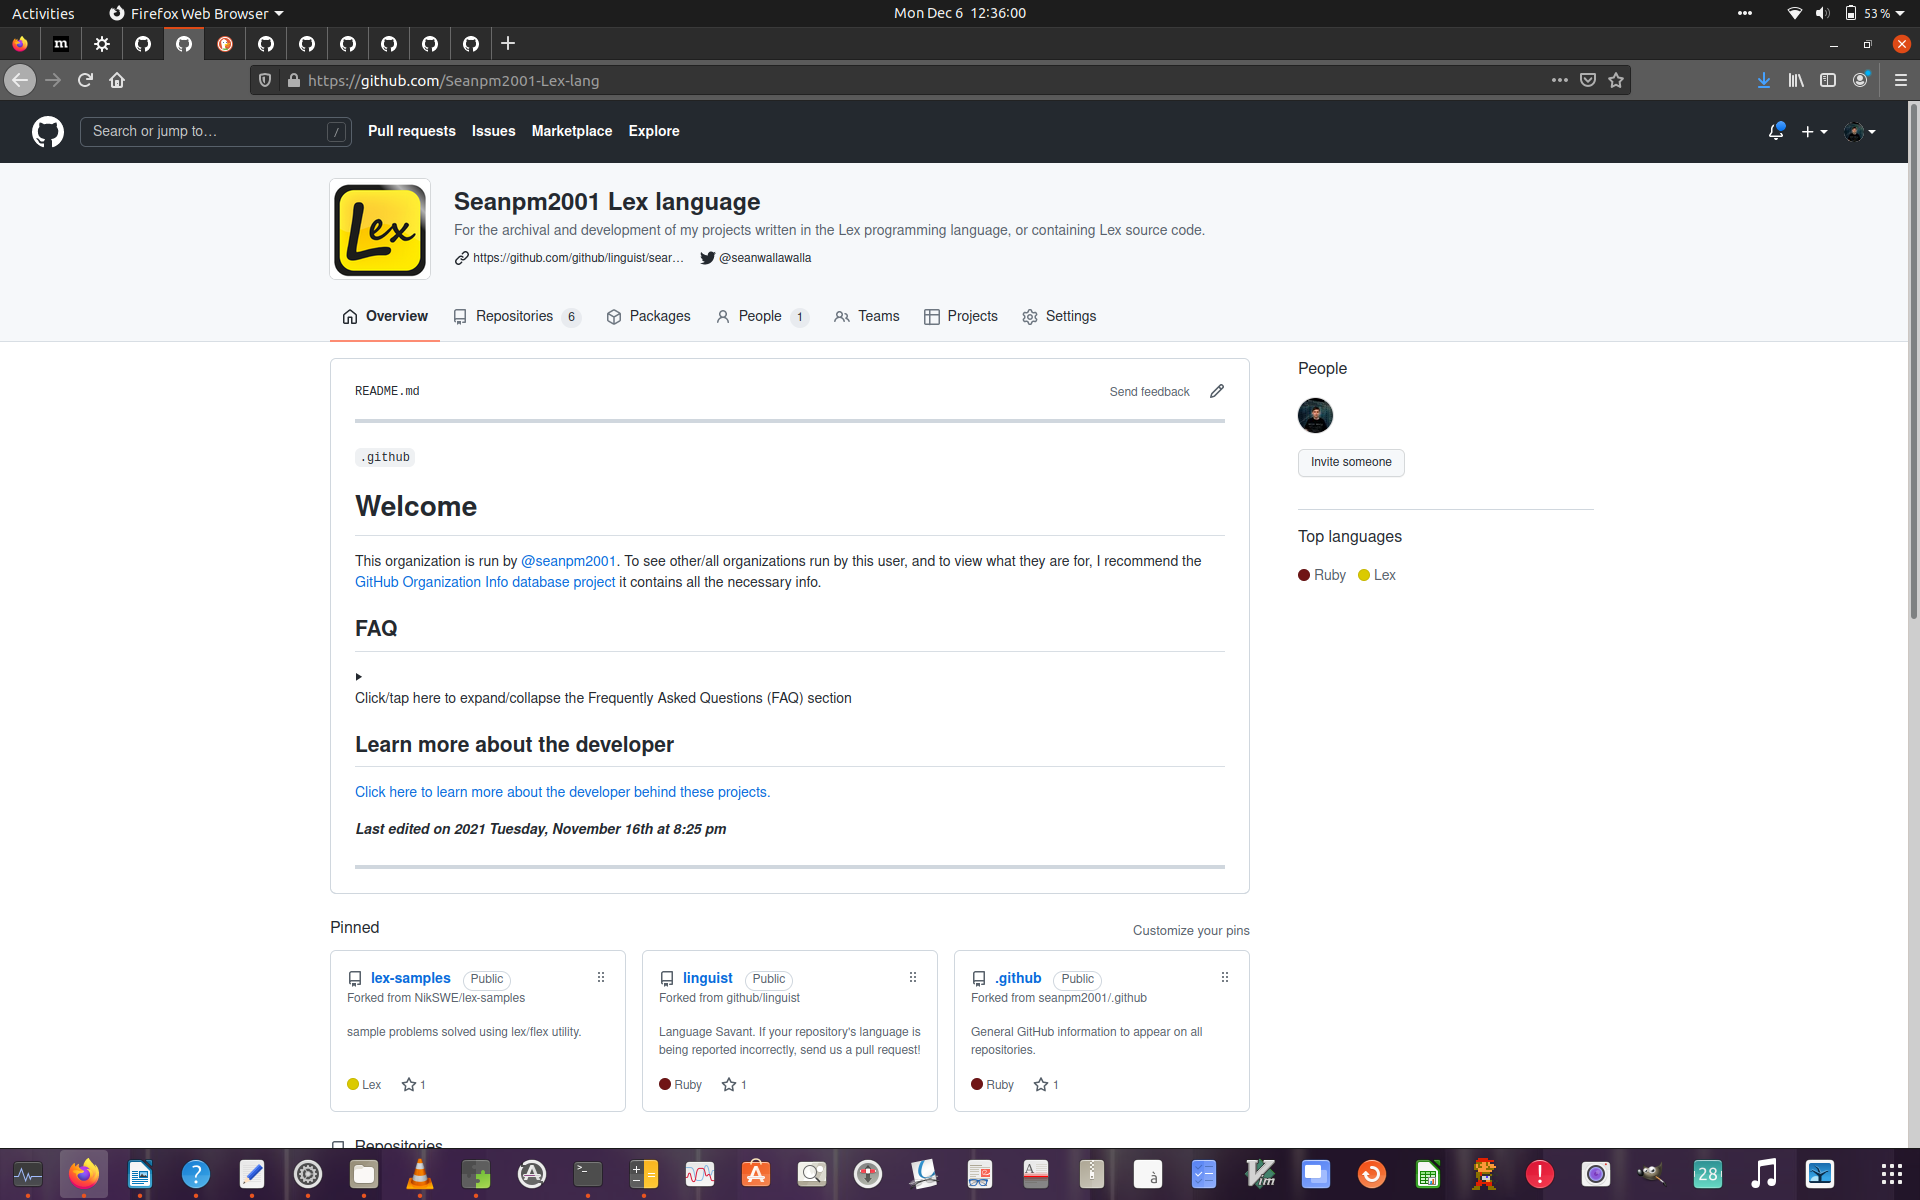 Activities
Firefox Web Browser
Mon Dec 6 12:36:00
53 %
m
https://github.com/Seanpm2001-Lex-lang
Search or jump to…
/
Pull requests
Issues
Marketplace
Explore
Lex
Seanpm2001 Lex language
For the archival and development of my projects written in the Lex programming language, or containing Lex source code.
https://github.com/github/linguist/sear…
@seanwallawalla
Overview
Repositories 6
Packages
People 1
Teams
Projects
Settings
README.md
Send feedback
.github
Welcome
This organization is run by @seanpm2001. To see other/all organizations run by this user, and to view what they are for, I recommend the
GitHub Organization Info database project it contains all the necessary info.
FAQ
Click/tap here to expand/collapse the Frequently Asked Questions (FAQ) section
Learn more about the developer
Click here to learn more about the developer behind these projects.
Last edited on 2021 Tuesday, November 16th at 8:25 pm
People
Invite someone
Top languages
Ruby Lex
Pinned
Customize your pins
lex-samples Public
Forked from NikSWE/lex-samples
sample problems solved using lex/flex utility.
Lex 1
linguist Public
Forked from github/linguist
Language Savant. If your repository's language is
being reported incorrectly, send us a pull request!
Ruby 1
.github Public
Forked from seanpm2001/.github
General GitHub information to appear on all
repositories.
Ruby 1
Repositories
28